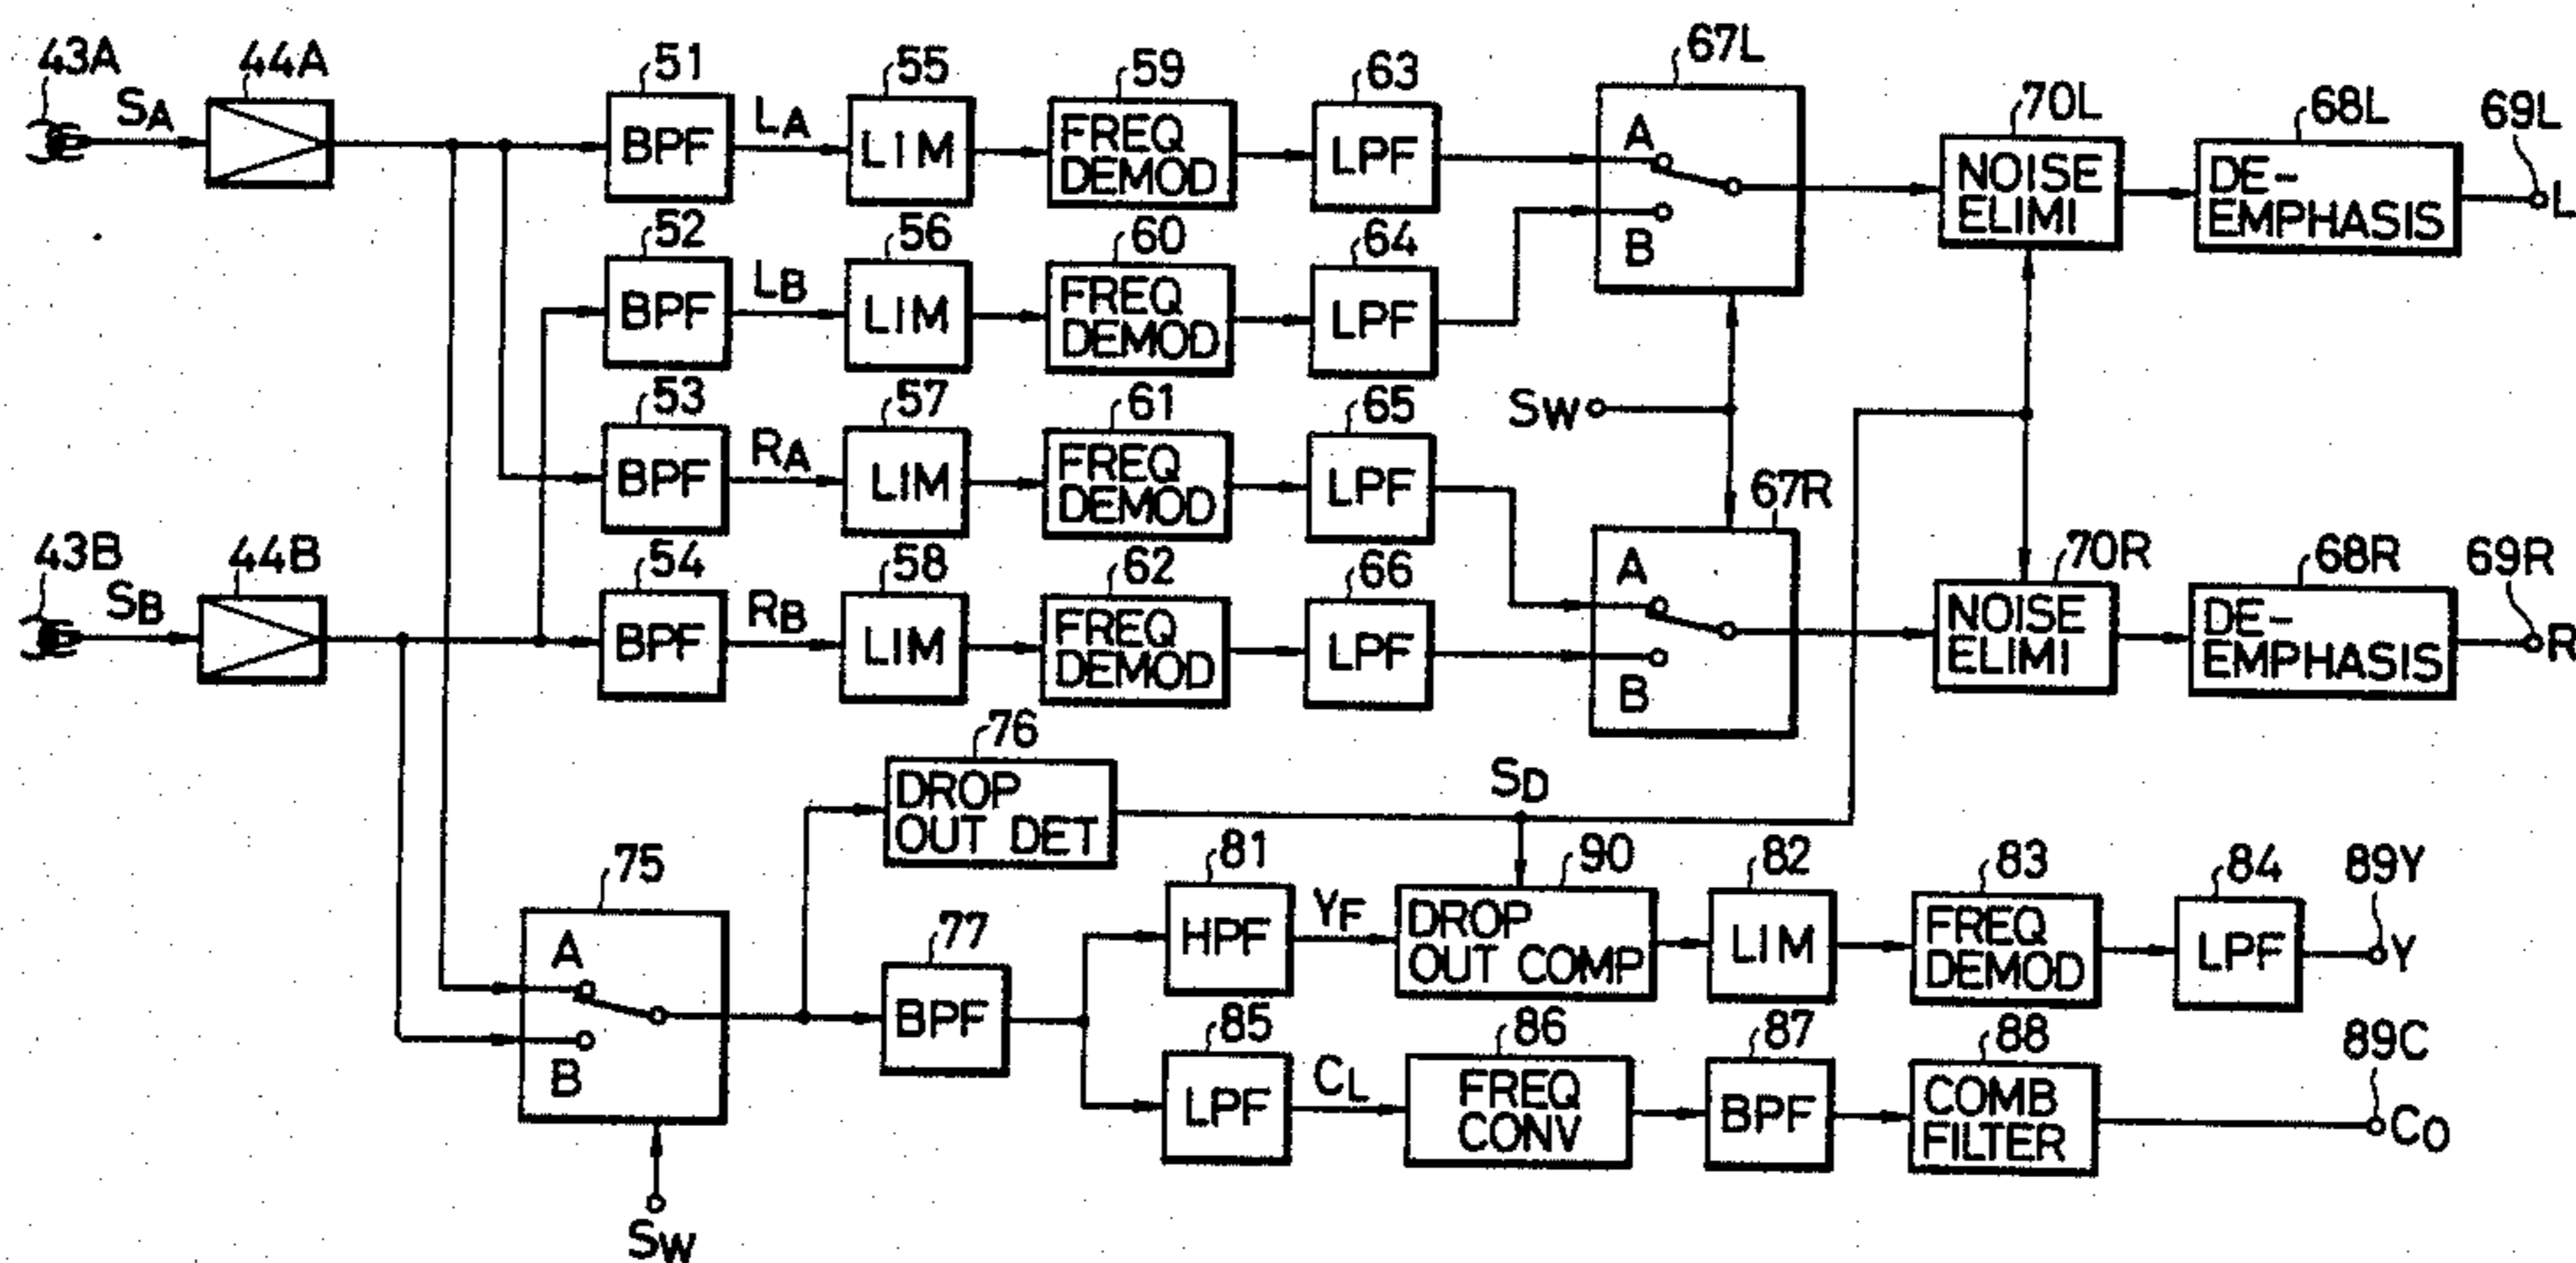 43A SA 44A 51 LA 55 59 63 67L 70L 68L 69L
BPF LIM FREQ DEMOD LPF A B NOISE ELIMI DE-EMPHASIS L
52 LB 56 60 64
BPF LIM FREQ DEMOD LPF
53 RA 57 61 65 SW 67R
BPF LIM FREQ DEMOD LPF
43B SB 44B 54 RB 58 62 66 70R 68R 69R
BPF LIM FREQ DEMOD LPF A B NOISE ELIMI DE-EMPHASIS R
76 SD
DROP OUT DET
75 77 81 YF 90 82 83 84 89Y
A B BPF HPF DROP OUT COMP LIM FREQ DEMOD LPF Y
85 CL 86 87 88 89C
LPF FREQ CONV BPF COMB FILTER CO
SW